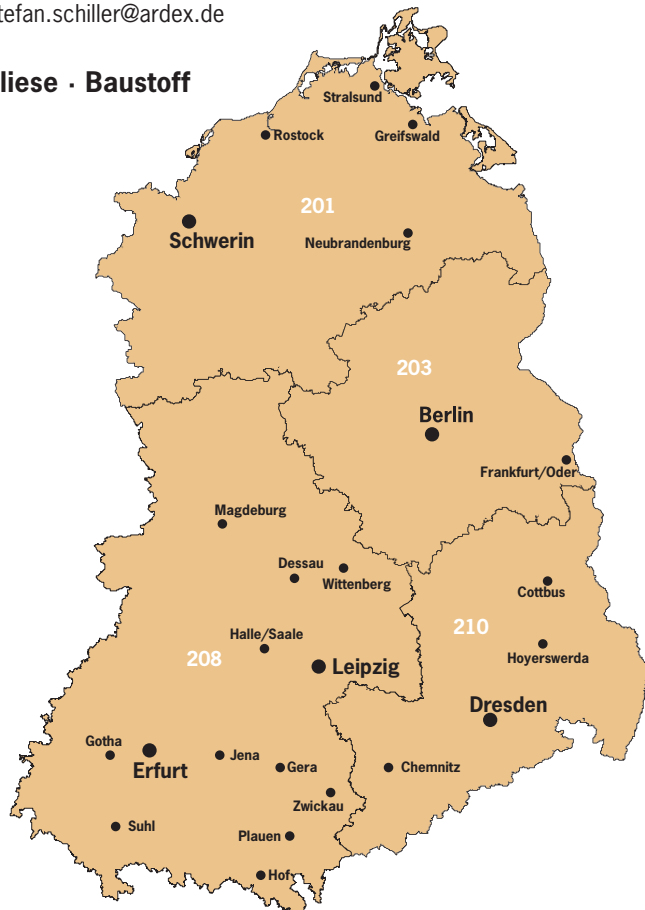 tefan.schiller@ardex.de
liese · Baustoff
Stralsund
Rostock
Greifswald
201
Schwerin
Neubrandenburg
203
Berlin
Frankfurt/Oder
Magdeburg
Dessau
Wittenberg
Cottbus
210
Halle/Saale
208
Leipzig
Hoyerswerda
Dresden
Gotha
Erfurt
Jena
Gera
Chemnitz
Zwickau
Suhl
Plauen
Hof